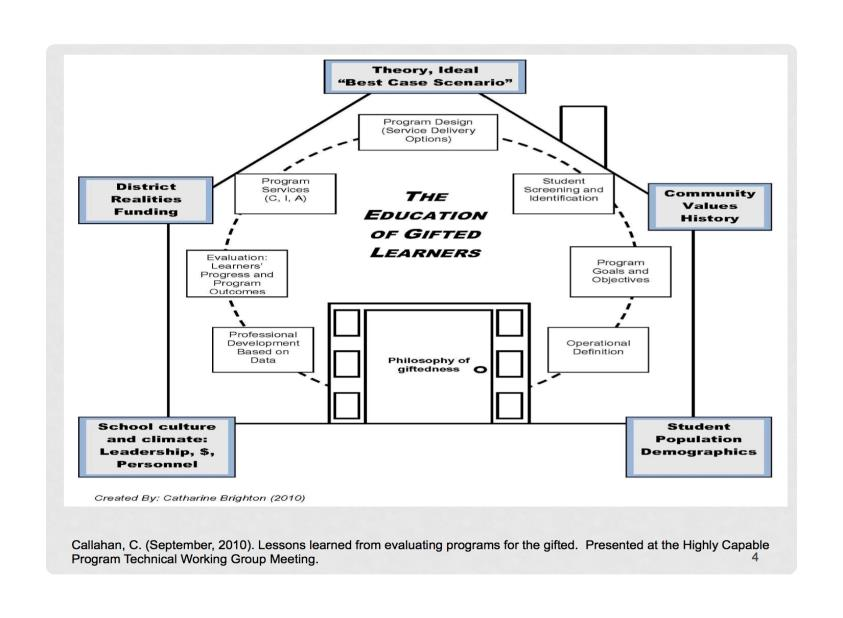 Theory, Ideal
“Best Case Scenario”
Program Design
(Service Delivery
Options)
District
Realities
Funding
Program
Services
(C, I, A)
THE
EDUCATION
OF GIFTED
LEARNERS
Student
Screening and
Identification
Community
Values
History
Evaluation:
Learners'
Progress and
Program
Outcomes
Program
Goals and
Objectives
Professional
Development
Based on
Data
Philosophy of
giftedness
Operational
Definition
School culture
and climate:
Leadership, $,
Personnel
Student
Population
Demographics
Created By: Catharine Brighton (2010)
Callahan, C. (September, 2010). Lessons learned from evaluating programs for the gifted.  Presented at the Highly Capable
Program Technical Working Group Meeting.
4